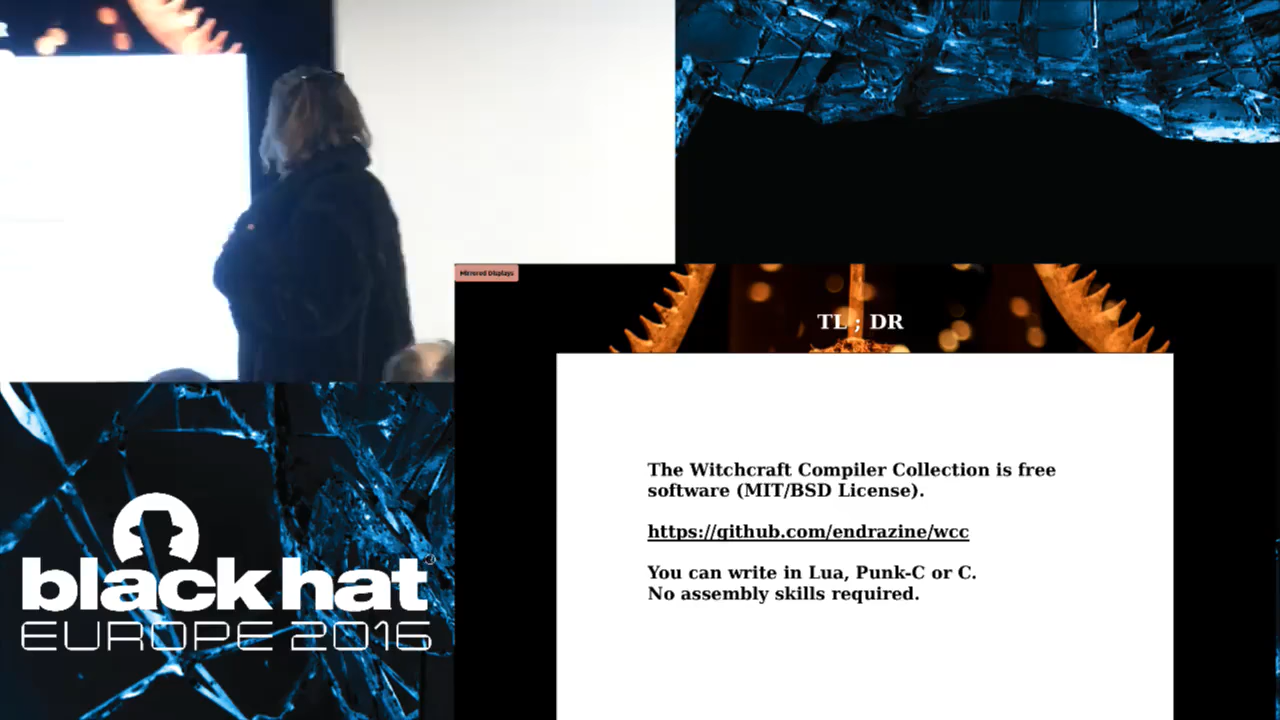 R
Mirrored Displays
TL ; DR
The Witchcraft Compiler Collection is free
software (MIT/BSD License).
https://github.com/endrazine/wcc
You can write in Lua, Punk-C or C.
No assembly skills required.
black hat®
EUROPE 2016